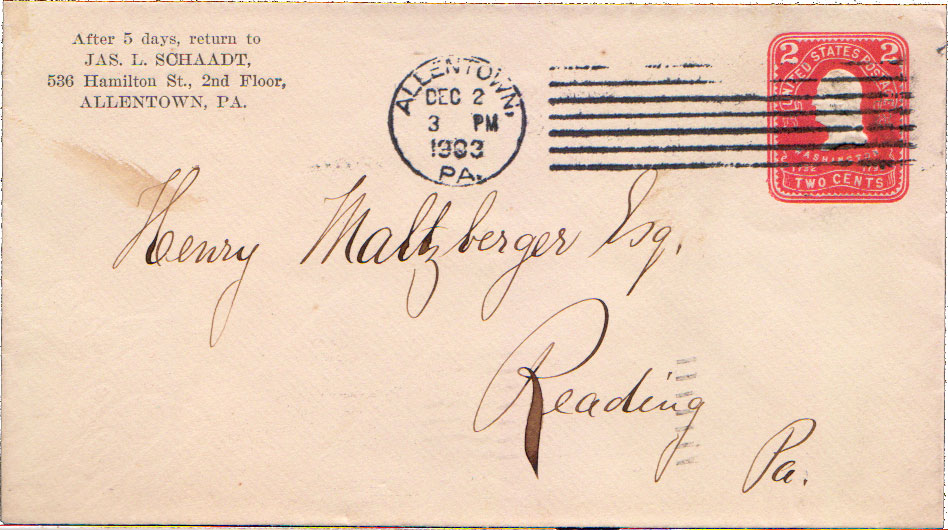 After 5 days, return to
JAS. L. SCHAADT,
536 Hamilton St., 2nd Floor,
ALLENTOWN, PA.
ALLENTOWN,
DEC 2
3 PM
1903
PA.
2 2
UNITED STATES POSTAGE
WASHINGTON
TWO CENTS
Henry Maltzberger Esq.
Reading
Pa.